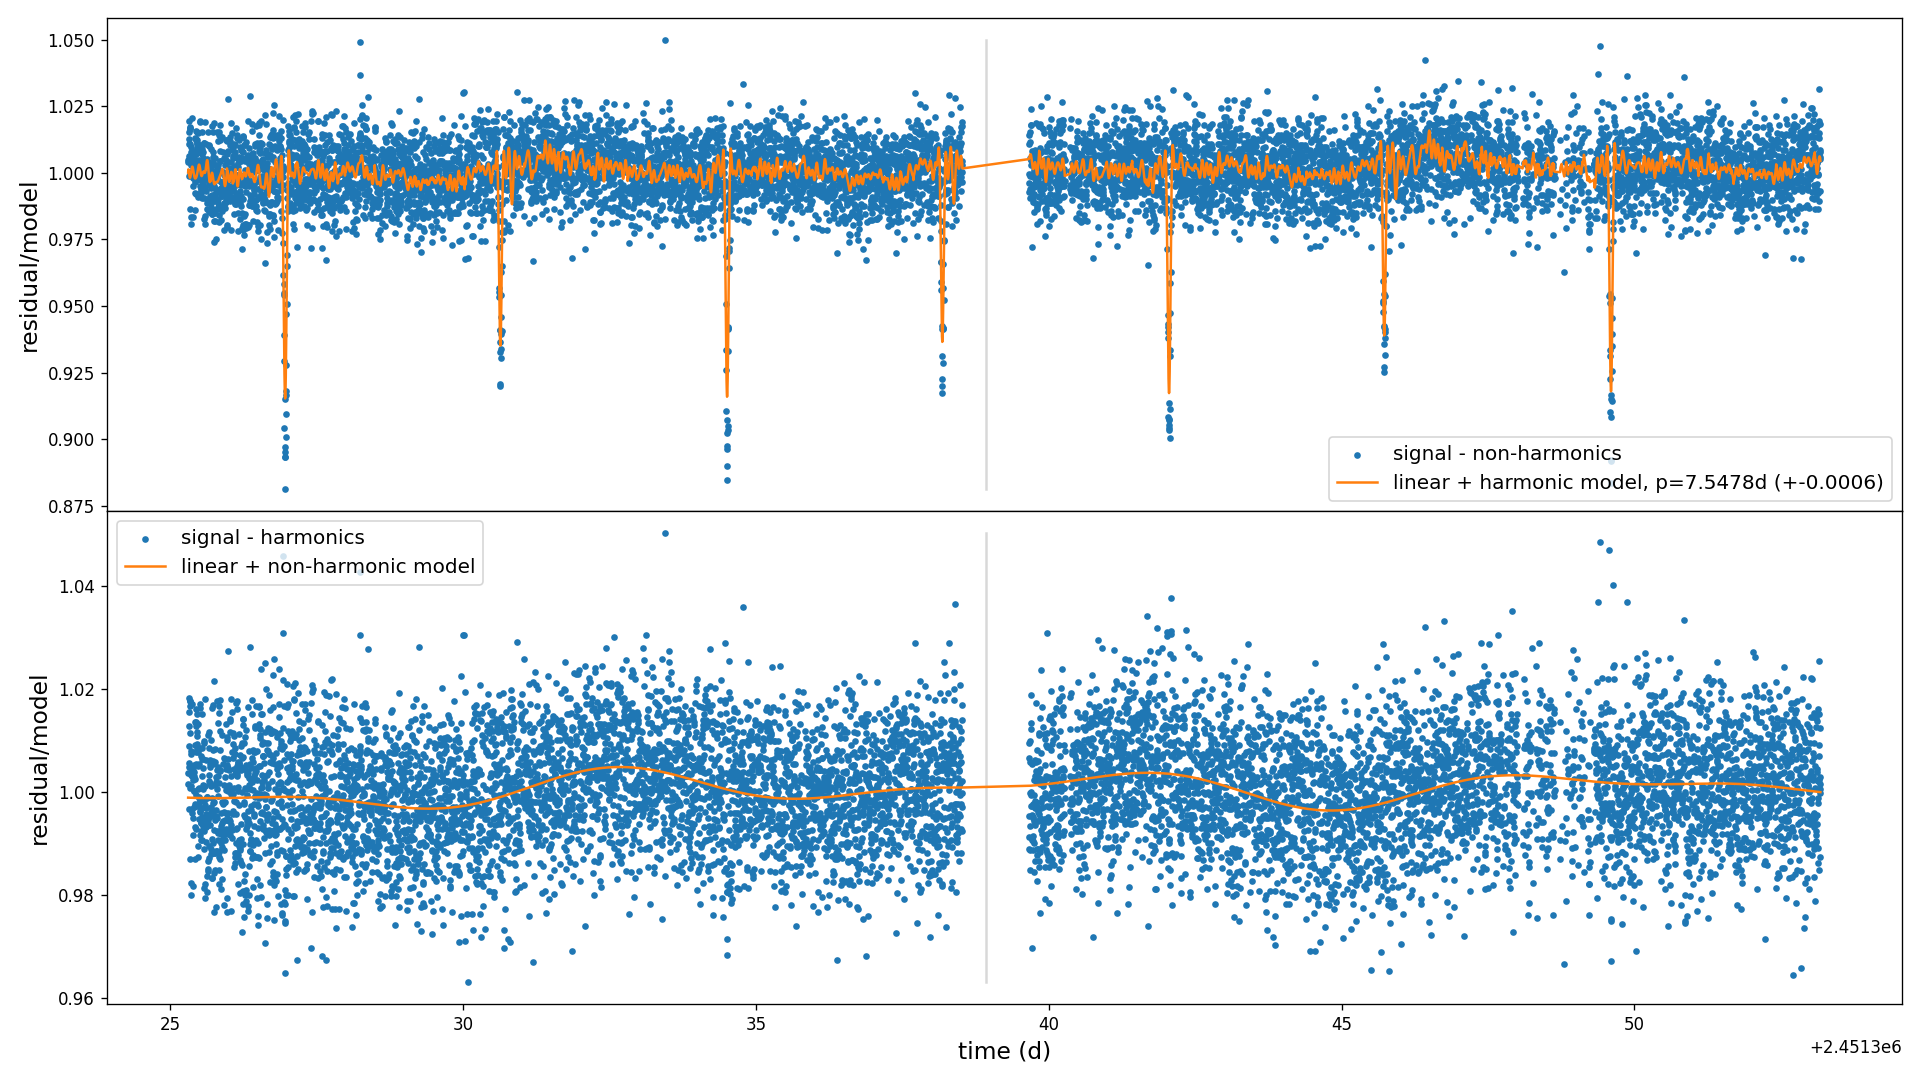 1.050
1.025
1.000
0.975
0.950
0.925
0.900
0.875
residual/model
signal - non-harmonics
linear + harmonic model, p=7.5478d (+-0.0006)
signal - harmonics
linear + non-harmonic model
1.04
1.02
1.00
0.98
0.96
residual/model
25 30 35 40 45 50
time (d)
+2.4513e6